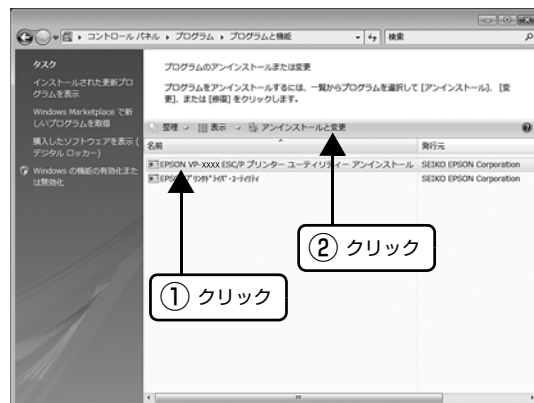 コントロール パネル ▸ プログラム ▸ プログラムと機能
検索
タスク
インストールされた更新プロ
グラムを表示
Windows Marketplace で新
しいプログラムを取得
購入したソフトウェアを表示 (
デジタル ロッカー)
Windows の機能の有効化また
は無効化
プログラムのアンインストールまたは変更
プログラムをアンインストールするには、一覧からプログラムを選択して [アンインストール]、[変
更]、または [修復] をクリックします。
整理 表示 アンインストールと変更
名前 発行元
EPSON VP-XXXX ESC/P プリンター ユーティリティー アンインストール SEIKO EPSON Corporation
SEIKO EPSON Corporation
② クリック
① クリック